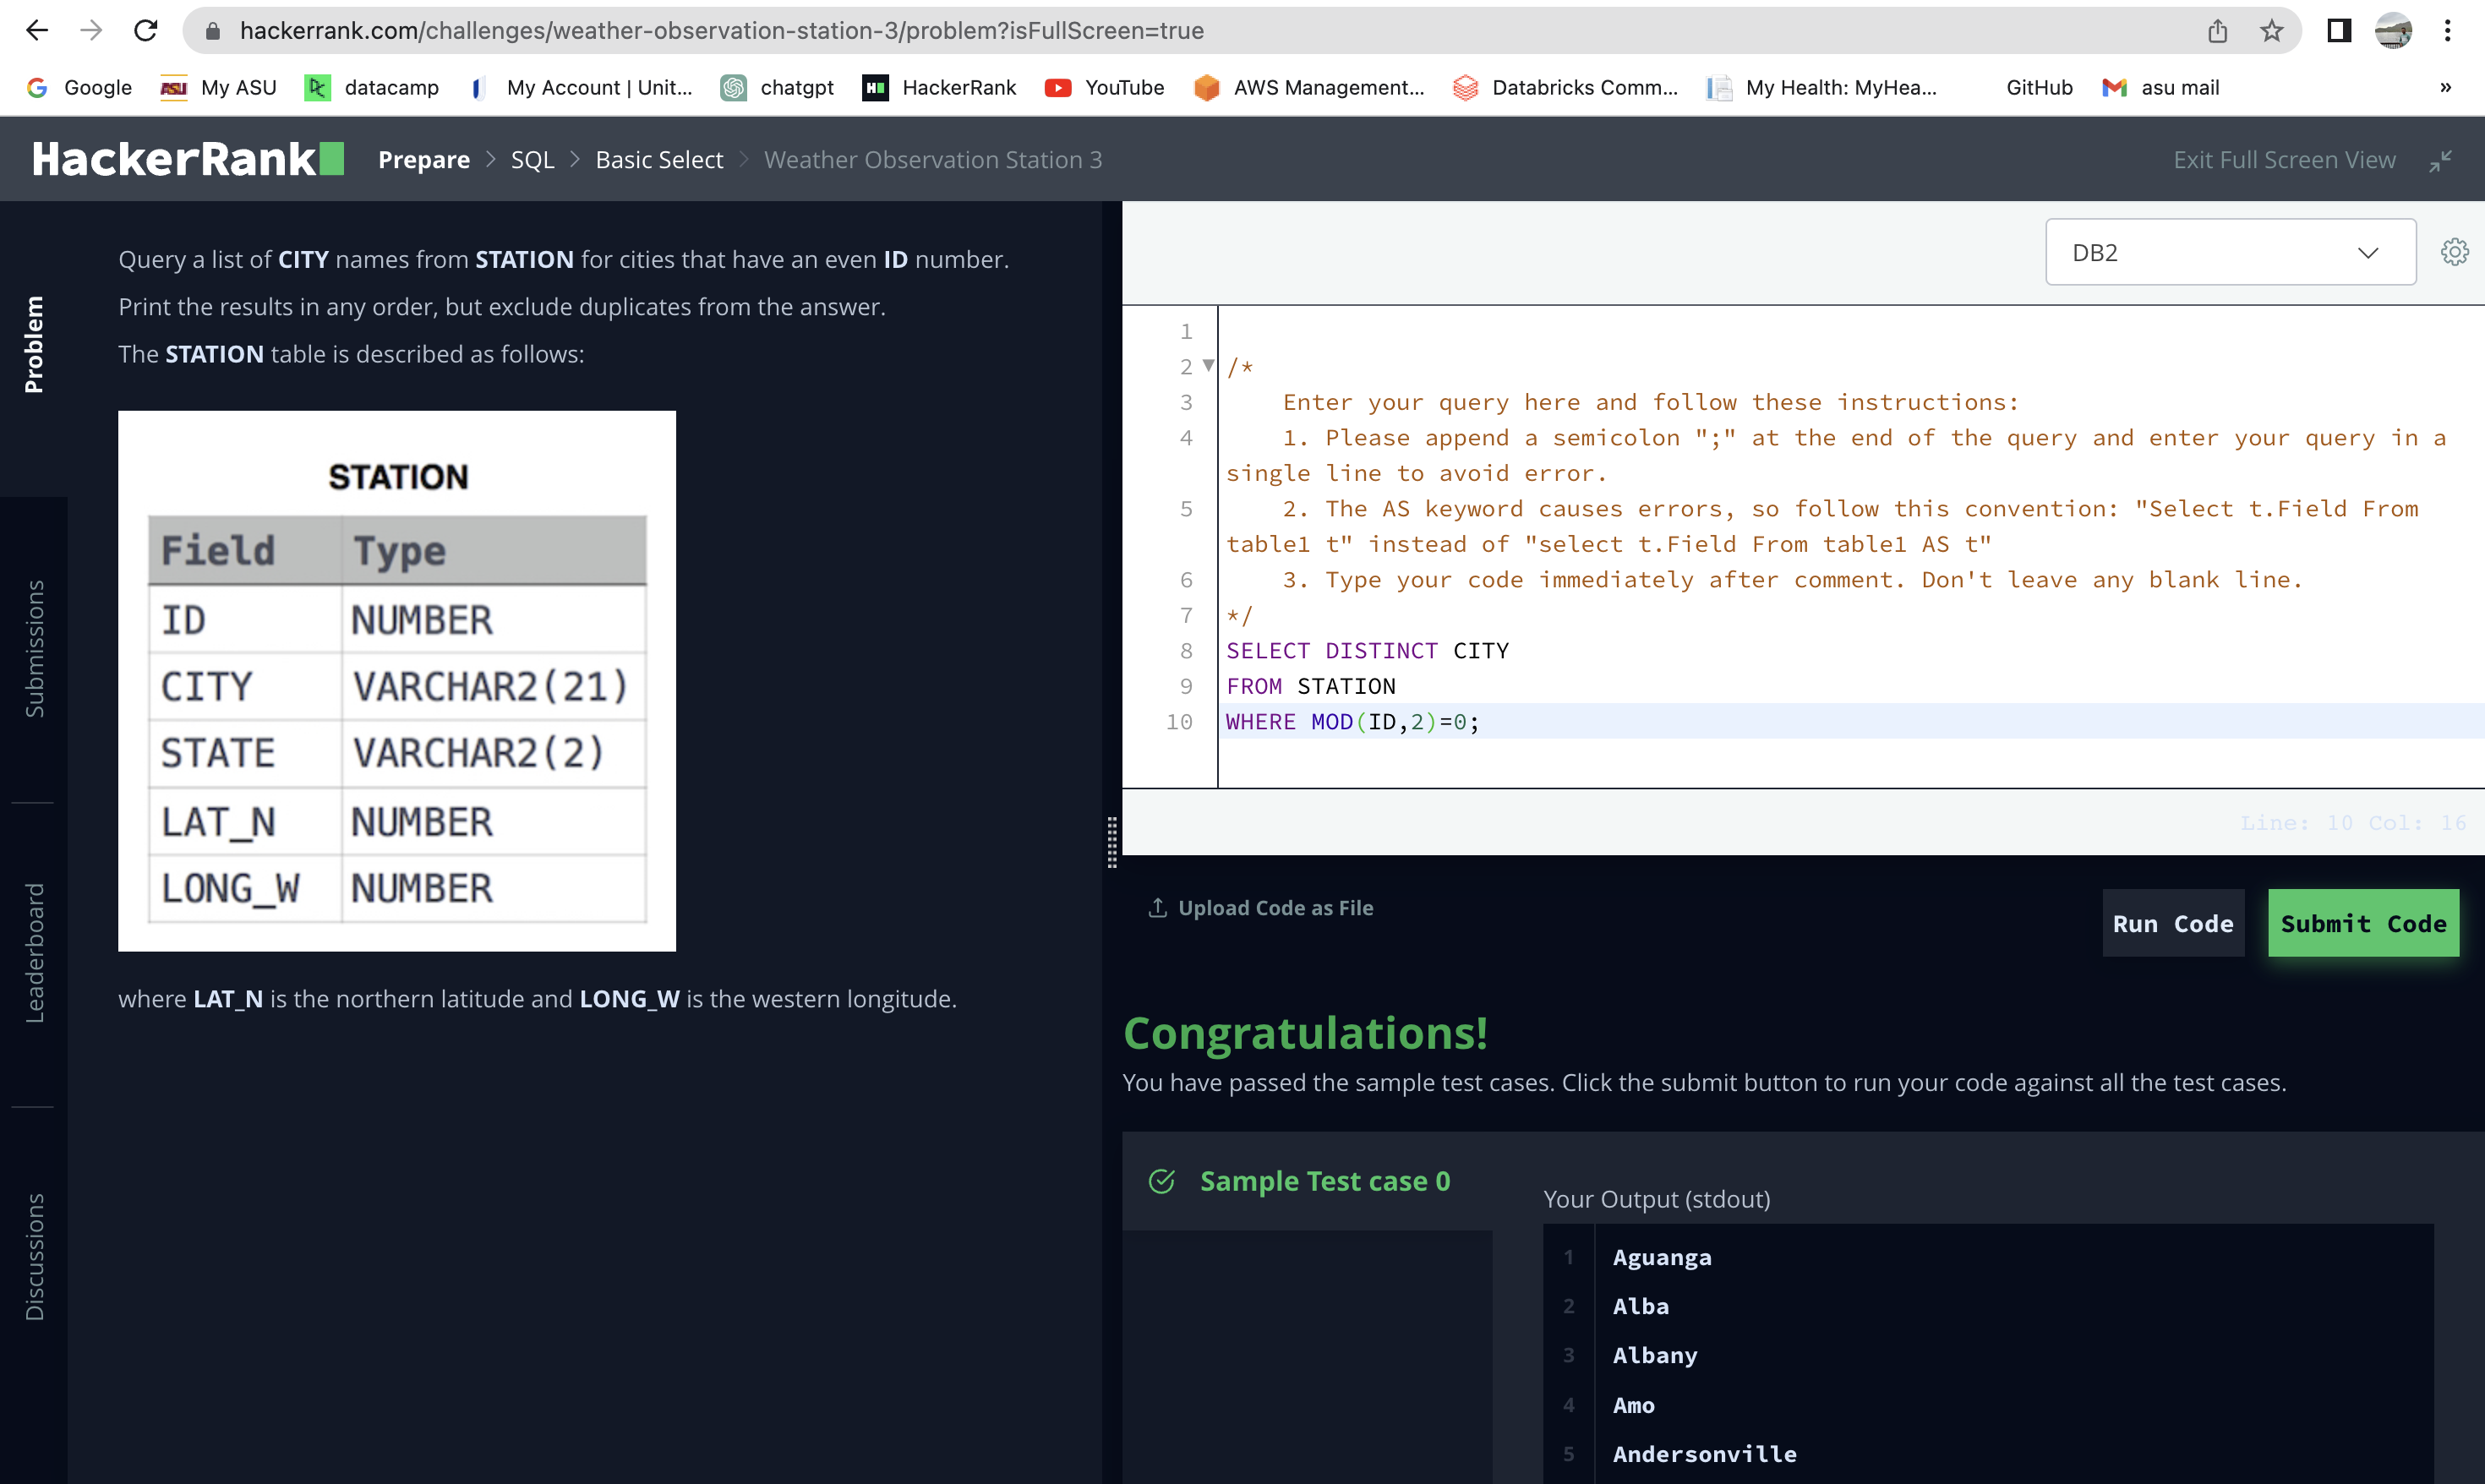 hackerrank.com/challenges/weather-observation-station-3/problem?isFullScreen=true
Google My ASU datacamp My Account | Unit... chatgpt HackerRank YouTube AWS Management... Databricks Comm... My Health: MyHea... GitHub asu mail »
HackerRank Prepare > SQL > Basic Select > Weather Observation Station 3 Exit Full Screen View
Problem
Submissions
Leaderboard
Discussions
Query a list of CITY names from STATION for cities that have an even ID number.
Print the results in any order, but exclude duplicates from the answer.
The STATION table is described as follows:
STATION
Field Type
ID NUMBER
CITY VARCHAR2(21)
STATE VARCHAR2(2)
LAT_N NUMBER
LONG_W NUMBER
where LAT_N is the northern latitude and LONG_W is the western longitude.
DB2
1
2 /*
3 Enter your query here and follow these instructions:
4 1. Please append a semicolon ";" at the end of the query and enter your query in a
single line to avoid error.
5 2. The AS keyword causes errors, so follow this convention: "Select t.Field From
table1 t" instead of "select t.Field From table1 AS t"
6 3. Type your code immediately after comment. Don't leave any blank line.
7 */
8 SELECT DISTINCT CITY
9 FROM STATION
10 WHERE MOD(ID,2)=0;
Line: 10 Col: 16
Upload Code as File
Run Code Submit Code
Congratulations!
You have passed the sample test cases. Click the submit button to run your code against all the test cases.
Sample Test case 0
Your Output (stdout)
1 Aguanga
2 Alba
3 Albany
4 Amo
5 Andersonville